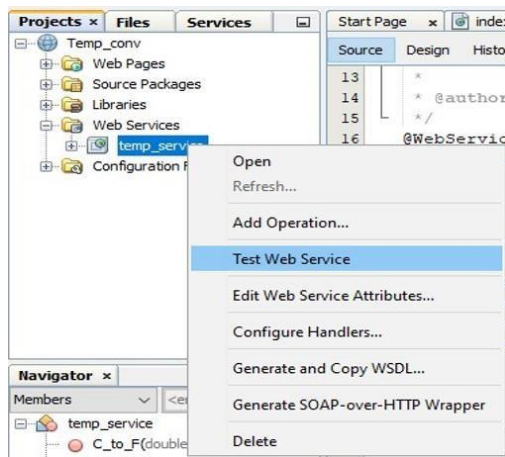 Projects × Files Services
Start Page × inde
Temp_conv
Source Design Histo
Web Pages
Source Packages
Libraries
Web Services
temp_service
Configuration F
13 *
14 * @author
15 */
16 @WebServic
Open
Refresh...
Add Operation...
Test Web Service
Edit Web Service Attributes...
Configure Handlers...
Generate and Copy WSDL...
Generate SOAP-over-HTTP Wrapper
Delete
Navigator ×
Members
temp_service
C_to_F(double